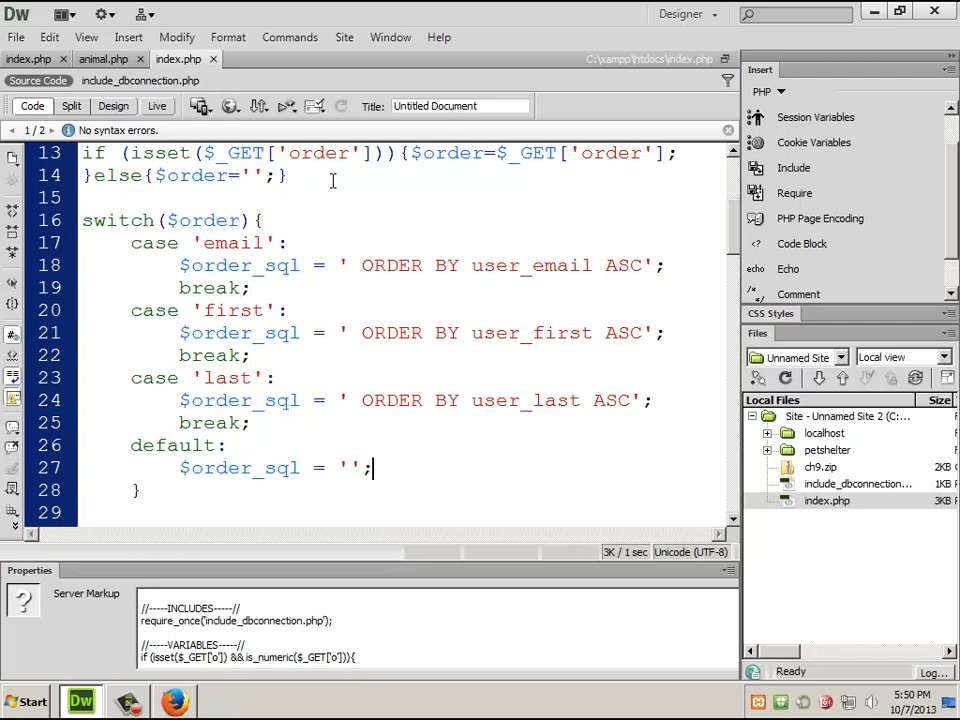 Dw
Designer
File Edit View Insert Modify Format Commands Site Window Help
index.php animal.php index.php C:\xampp\htdocs\index.php
Source Code include_dbconnection.php
Code Split Design Live Title: Untitled Document
1 / 2 No syntax errors.
13 if (isset($_GET['order'])){$order=$_GET['order'];
14 }else{$order='';}
15
16 switch($order){
17 case 'email':
18 $order_sql = ' ORDER BY user_email ASC';
19 break;
20 case 'first':
21 $order_sql = ' ORDER BY user_first ASC';
22 break;
23 case 'last':
24 $order_sql = ' ORDER BY user_last ASC';
25 break;
26 default:
27 $order_sql = '';
28 }
29
3K / 1 sec Unicode (UTF-8)
Properties
Server Markup
?
//-----INCLUDES-----//
require_once('include_dbconnection.php');
//-----VARIABLES-----//
if (isset($_GET['o']) && is_numeric($_GET['o'])){
Insert
PHP
Session Variables
Cookie Variables
Include
Require
PHP Page Encoding
<?
Code Block
echo Echo
/* */ Comment
CSS Styles
Files
Unnamed Site Local view
Local Files Size
Site - Unnamed Site 2 (C:...
localhost
petshelter
ch9.zip 2KB
include_dbconnection... 1KB
index.php 3KB
Ready Log...
Start Dw
5:50 PM
10/7/2013